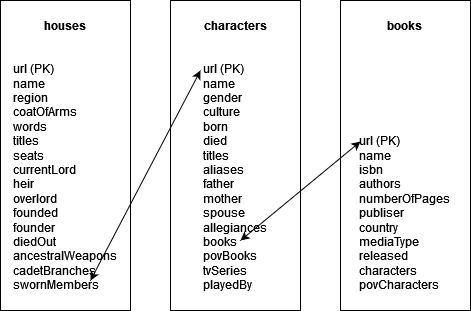 houses
url (PK)
name
region
coatOfArms
words
titles
seats
currentLord
heir
overlord
founded
founder
diedOut
ancestralWeapons
cadetBranches
swornMembers
characters
url (PK)
name
gender
culture
born
died
titles
aliases
father
mother
spouse
allegiances
books
povBooks
tvSeries
playedBy
books
url (PK)
name
isbn
authors
numberOfPages
publiser
country
mediaType
released
characters
povCharacters